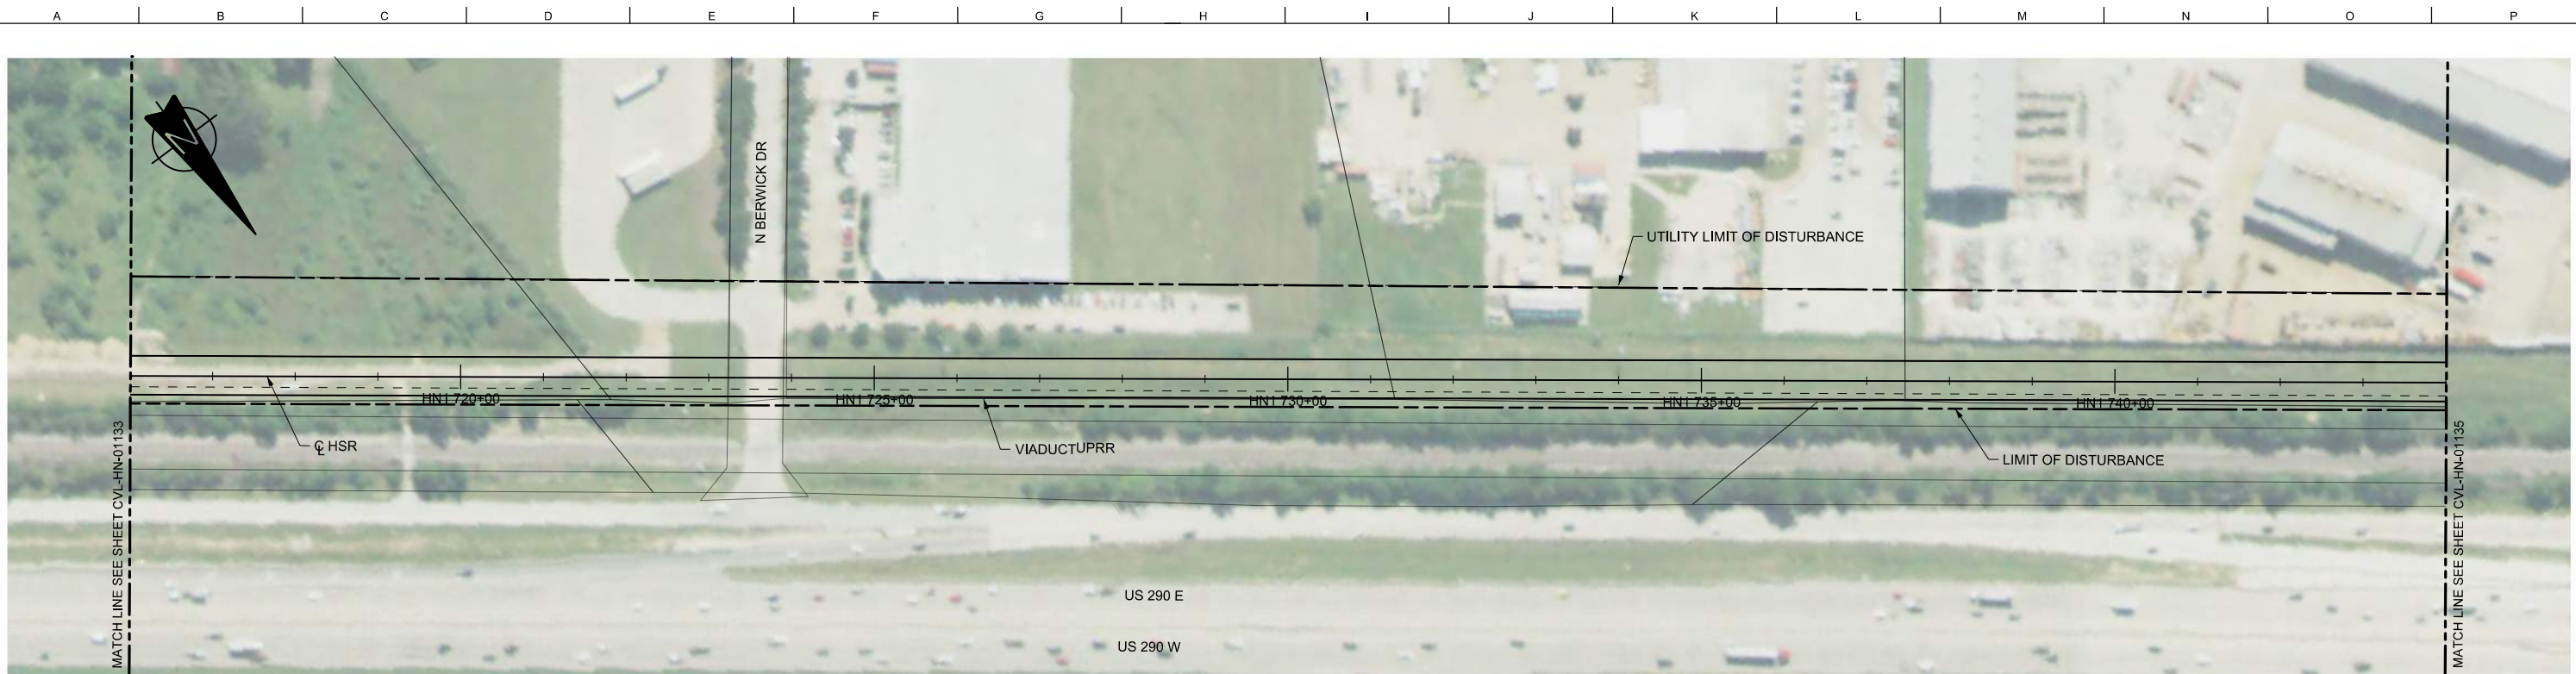 A B C D E F G H I J K L M N O P
N
N BERWICK DR
UTILITY LIMIT OF DISTURBANCE
HN1 720+00 HN1 725+00 HN1 730+00 HN1 735+00 HN1 740+00
℄ HSR
VIADUCT UPRR
LIMIT OF DISTURBANCE
MATCH LINE SEE SHEET CVL-HN-01133
MATCH LINE SEE SHEET CVL-HN-01135
US 290 E
US 290 W